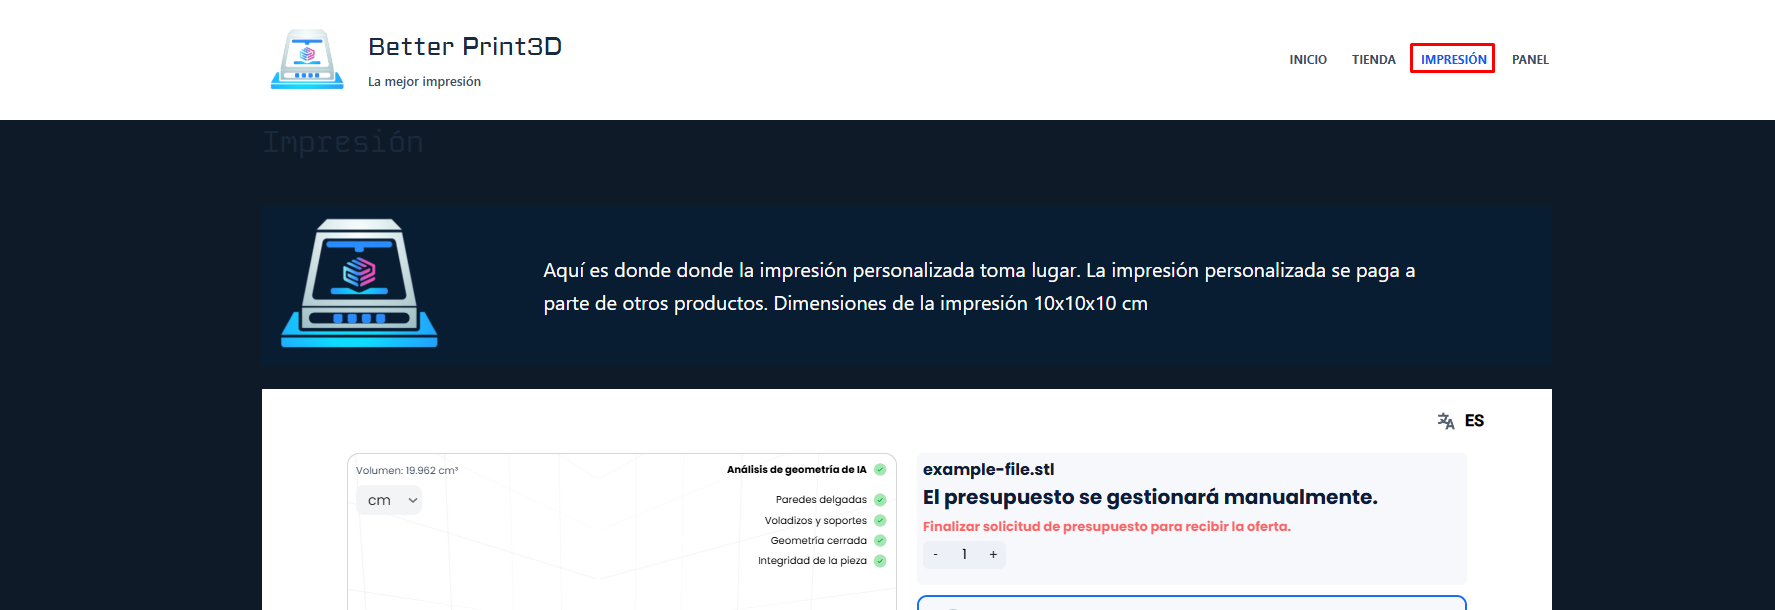 Better Print3D
La mejor impresión
INICIO TIENDA IMPRESIÓN PANEL
Impresión
Aquí es donde donde la impresión personalizada toma lugar. La impresión personalizada se paga a
parte de otros productos. Dimensiones de la impresión 10x10x10 cm
ES
Volumen: 19.962 cm³
cm
Análisis de geometría de IA
Paredes delgadas
Voladizos y soportes
Geometría cerrada
Integridad de la pieza
example-file.stl
El presupuesto se gestionará manualmente.
Finalizar solicitud de presupuesto para recibir la oferta.
- 1 +